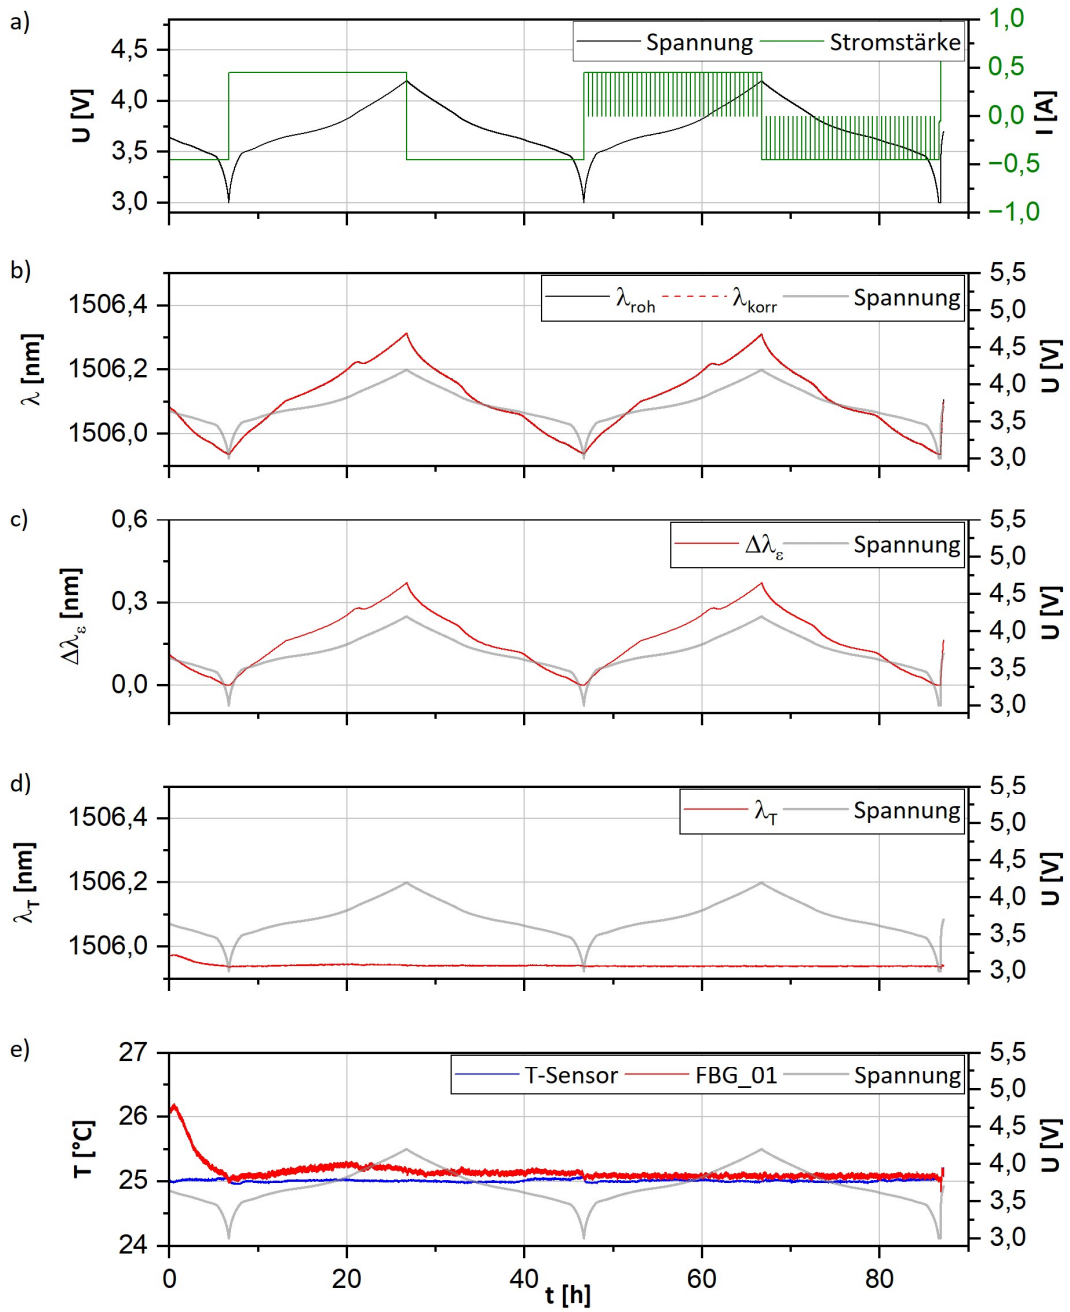 a)
4,5
4,0
3,5
3,0
U [V]
Spannung Stromstärke
1,0
0,5
0,0
−0,5
−1,0
I [A]
b)
1506,4
1506,2
1506,0
λ [nm]
λroh λkorr Spannung
5,5
5,0
4,5
4,0
3,5
3,0
U [V]
c)
0,6
0,3
0,0
Δλε [nm]
Δλε Spannung
5,5
5,0
4,5
4,0
3,5
3,0
U [V]
d)
1506,4
1506,2
1506,0
λT [nm]
λT Spannung
5,5
5,0
4,5
4,0
3,5
3,0
U [V]
e)
27
26
25
24
T [°C]
T-Sensor FBG_01 Spannung
5,5
5,0
4,5
4,0
3,5
3,0
U [V]
0 20 40 60 80
t [h]